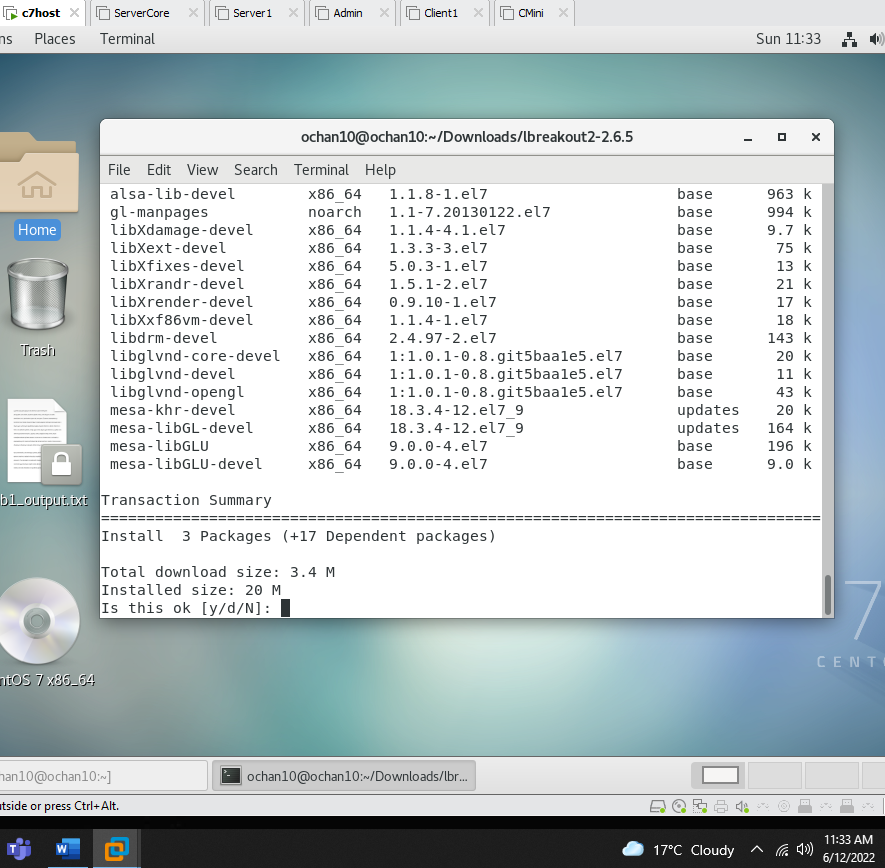 c7host ServerCore Server1 Admin Client1 CMini
ns Places Terminal Sun 11:33
ochan10@ochan10:~/Downloads/lbreakout2-2.6.5
File Edit View Search Terminal Help
alsa-lib-devel x86_64 1.1.8-1.el7 base 963 k
gl-manpages noarch 1.1-7.20130122.el7 base 994 k
libXdamage-devel x86_64 1.1.4-4.1.el7 base 9.7 k
libXext-devel x86_64 1.3.3-3.el7 base 75 k
libXfixes-devel x86_64 5.0.3-1.el7 base 13 k
libXrandr-devel x86_64 1.5.1-2.el7 base 21 k
libXrender-devel x86_64 0.9.10-1.el7 base 17 k
libXxf86vm-devel x86_64 1.1.4-1.el7 base 18 k
libdrm-devel x86_64 2.4.97-2.el7 base 143 k
libglvnd-core-devel x86_64 1:1.0.1-0.8.git5baa1e5.el7 base 20 k
libglvnd-devel x86_64 1:1.0.1-0.8.git5baa1e5.el7 base 11 k
libglvnd-opengl x86_64 1:1.0.1-0.8.git5baa1e5.el7 base 43 k
mesa-khr-devel x86_64 18.3.4-12.el7_9 updates 20 k
mesa-libGL-devel x86_64 18.3.4-12.el7_9 updates 164 k
mesa-libGLU x86_64 9.0.0-4.el7 base 196 k
mesa-libGLU-devel x86_64 9.0.0-4.el7 base 9.0 k
Transaction Summary
================================================================================
Install 3 Packages (+17 Dependent packages)
Total download size: 3.4 M
Installed size: 20 M
Is this ok [y/d/N]:
Home
Trash
b1_output.txt
ntOS 7 x86_64
7
CENTO
han10@ochan10:~]
ochan10@ochan10:~/Downloads/lbr...
utside or press Ctrl+Alt.
17°C Cloudy
11:33 AM
6/12/2022